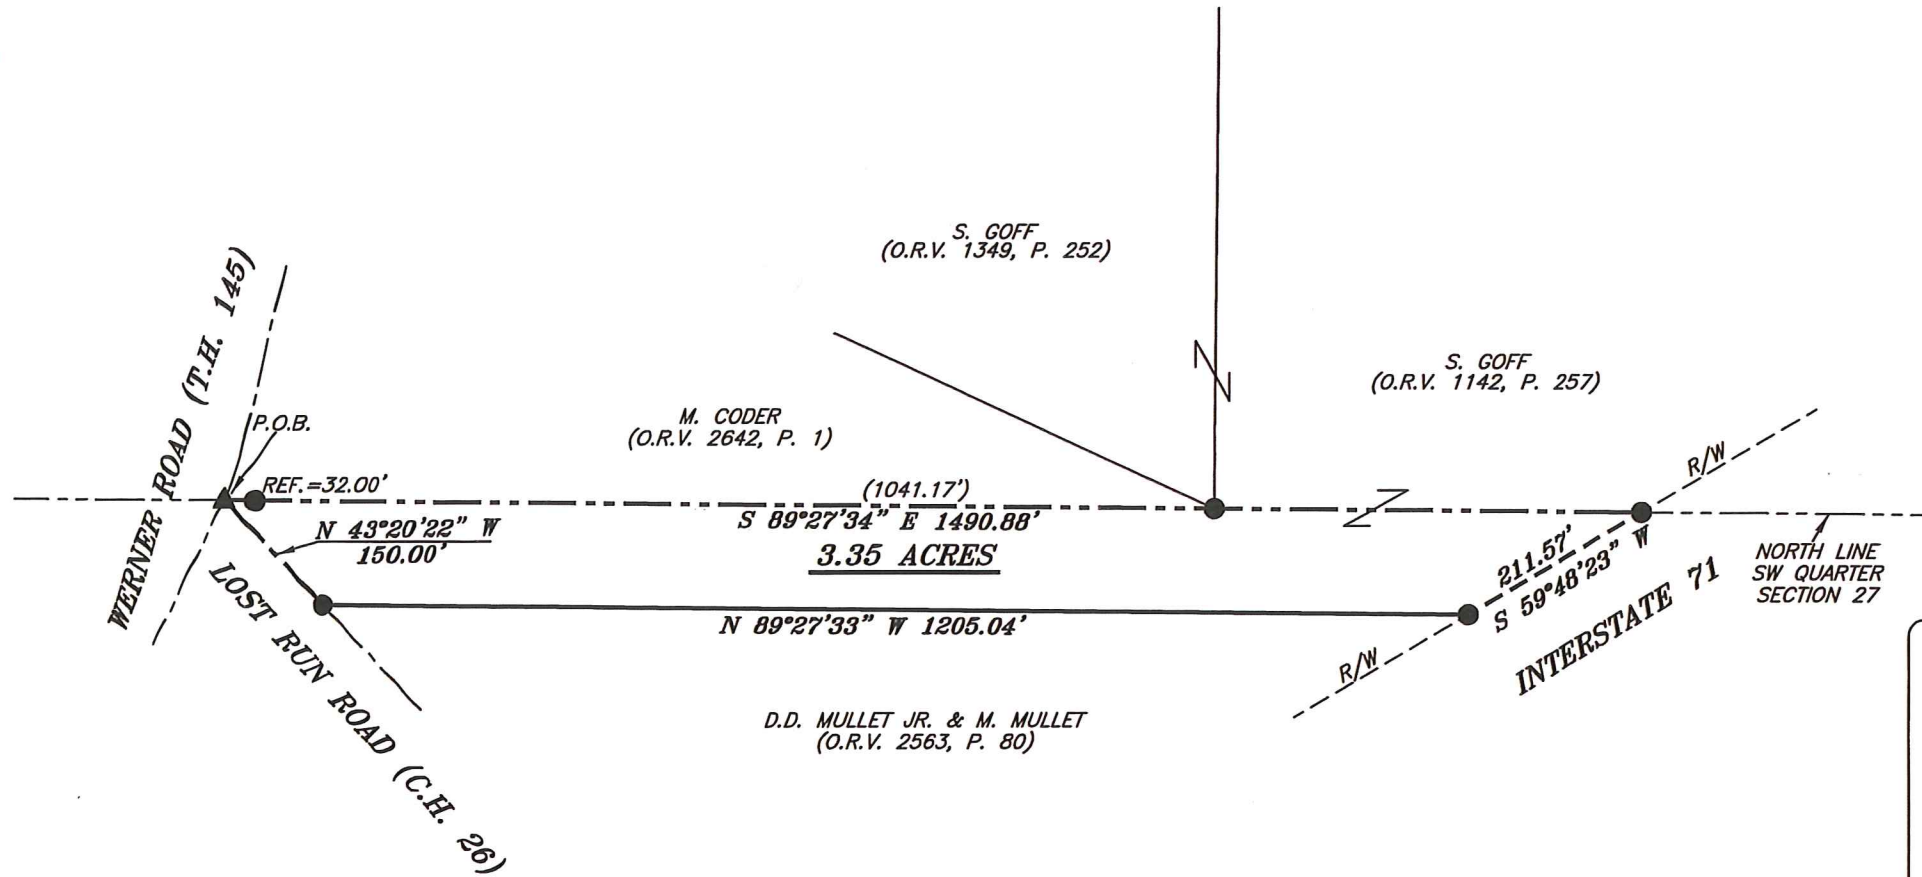 S. GOFF
(O.R.V. 1349, P. 252)
WERNER ROAD (T.H. 145)
S. GOFF
(O.R.V. 1142, P. 257)
P.O.B.
M. CODER
(O.R.V. 2642, P. 1)
R/W
REF.=32.00'
(1041.17')
S 89°27'34" E 1490.88'
N 43°20'22" W
150.00'
3.35 ACRES
211.57'
S 59°48'23" W
NORTH LINE
SW QUARTER
SECTION 27
INTERSTATE 71
LOST RUN ROAD (C.H. 26)
N 89°27'33" W 1205.04'
R/W
D.D. MULLET JR. & M. MULLET
(O.R.V. 2563, P. 80)